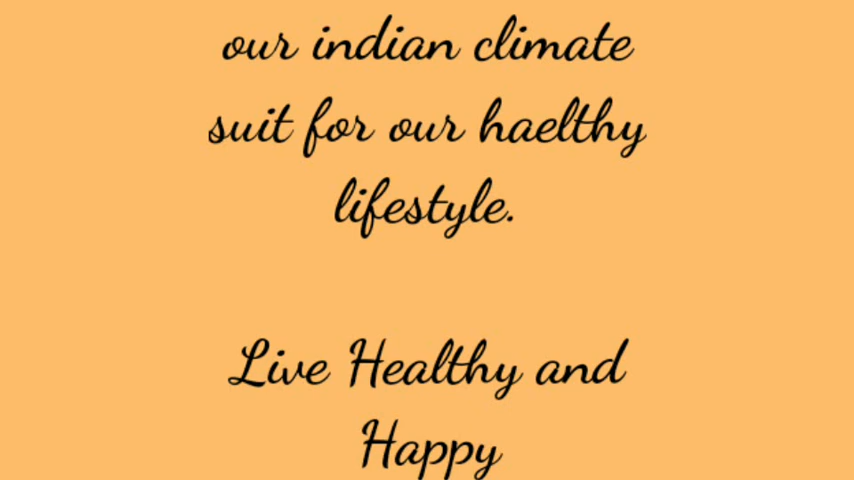 our indian climate
suit for our haelthy
lifestyle.
Live Healthy and
Happy